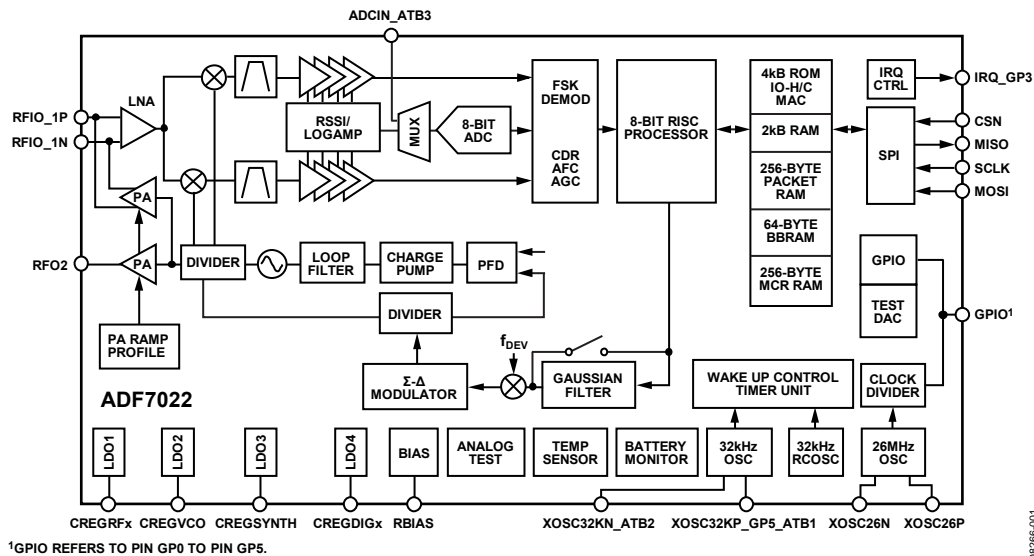 ADCIN_ATB3
RFIO_1P
RFIO_1N
LNA
RSSI/
LOGAMP
MUX
8-BIT
ADC
FSK
DEMOD
CDR
AFC
AGC
8-BIT RISC
PROCESSOR
4kB ROM
IO-H/C
MAC
2kB RAM
256-BYTE
PACKET
RAM
64-BYTE
BBRAM
256-BYTE
MCR RAM
IRQ
CTRL
IRQ_GP3
SPI
CSN
MISO
SCLK
MOSI
PA
PA
RFO2
DIVIDER
LOOP
FILTER
CHARGE
PUMP
PFD
GPIO
TEST
DAC
GPIO1
PA RAMP
PROFILE
DIVIDER
Σ-Δ
MODULATOR
fDEV
GAUSSIAN
FILTER
WAKE UP CONTROL
TIMER UNIT
CLOCK
DIVIDER
ADF7022
LDO1
LDO2
LDO3
LDO4
BIAS
ANALOG
TEST
TEMP
SENSOR
BATTERY
MONITOR
32kHz
OSC
32kHz
RCOSC
26MHz
OSC
CREGRFx
CREGVCO
CREGSYNTH
CREGDIGx
RBIAS
XOSC32KN_ATB2
XOSC32KP_GP5_ATB1
XOSC26N
XOSC26P
1GPIO REFERS TO PIN GP0 TO PIN GP5.